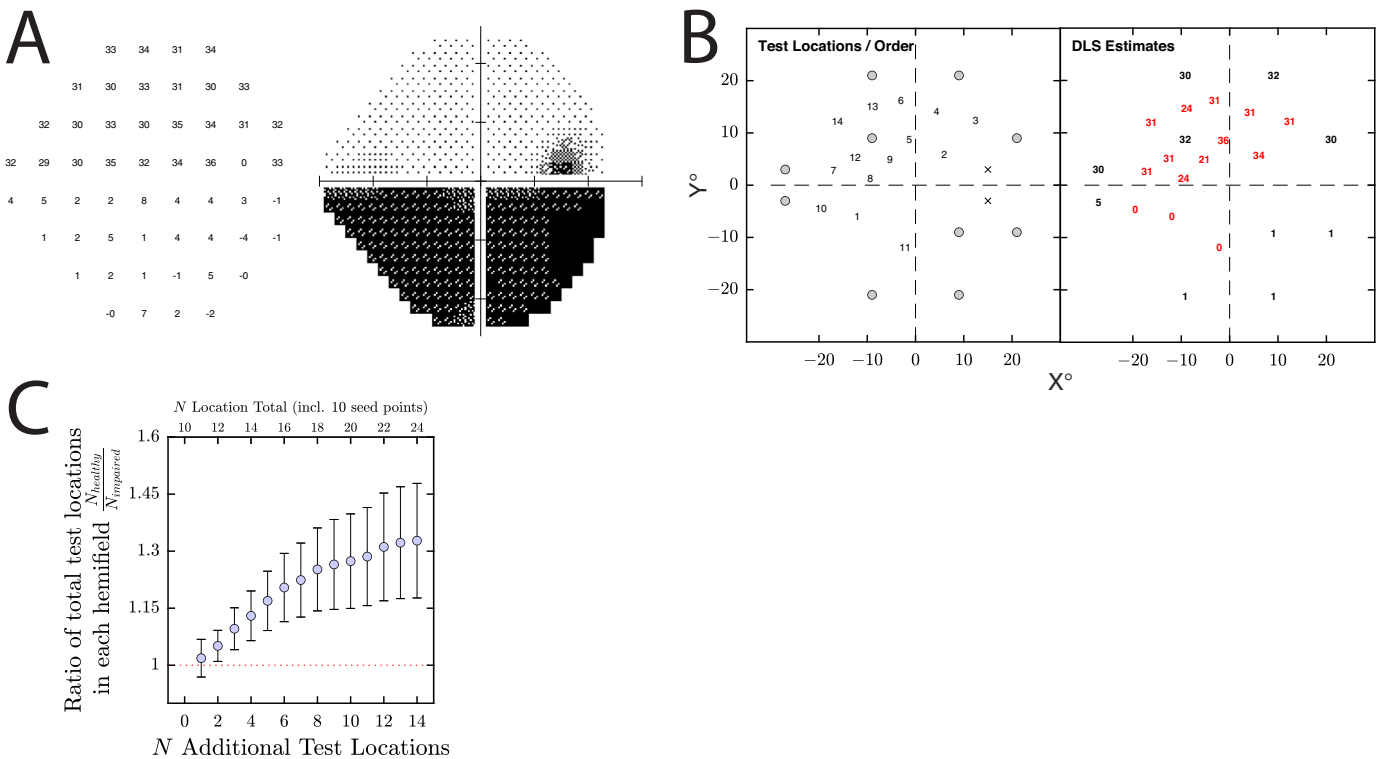 A
33 34 31 34
31 30 33 31 30 33
32 30 33 30 35 34 31 32
32 29 30 35 32 34 36 0 33
4 5 2 2 8 4 4 3 -1
1 2 5 1 4 4 -4 -1
1 2 1 -1 5 -0
-0 7 2 -2
B
Test Locations / Order
20
10
0
−10
−20
Y°
6
13
4
14
3
5
2
12
9
7
8
×
×
10
1
11
−20 −10 0 10 20
DLS Estimates
30 32
31
24
31
31
31
32
36
30
34
31
21
31
30
24
5
0
0
1 1
0
1 1
−20 −10 0 10 20
X°
C
N Location Total (incl. 10 seed points)
10 12 14 16 18 20 22 24
Ratio of total test locations
in each hemifield N_healthy / N_impaired
1.6
1.45
1.3
1.15
1
0 2 4 6 8 10 12 14
N Additional Test Locations